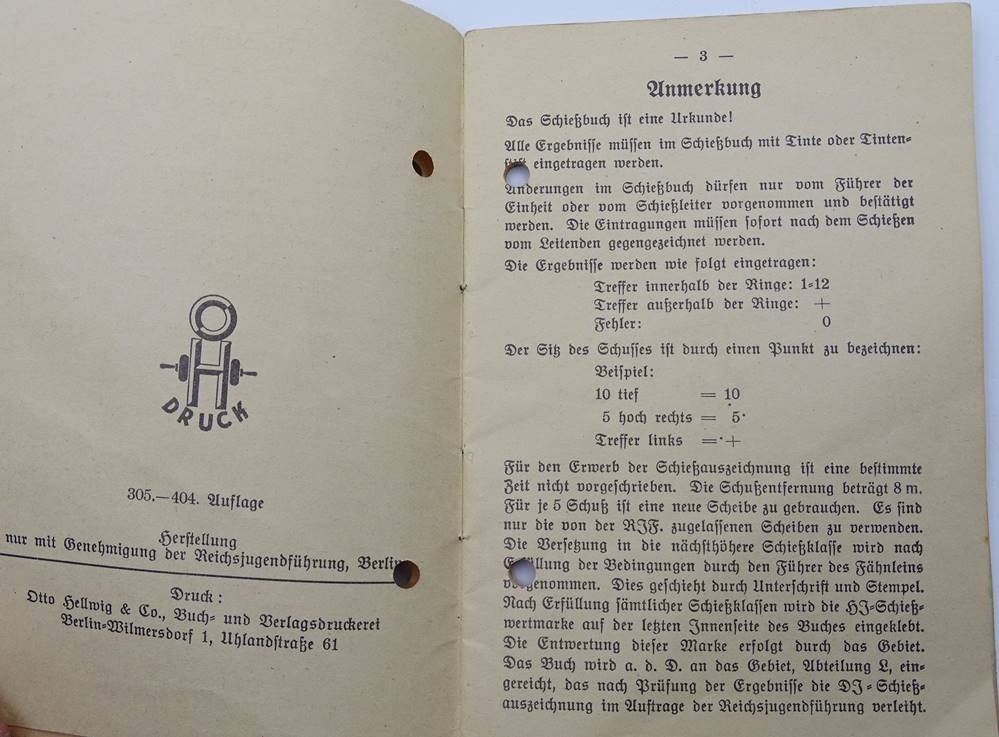 DRUCK
305.—404. Auflage
Herstellung
nur mit Genehmigung der Reichsjugendführung, Berlin
Druck:
Otto Hellwig & Co., Buch- und Verlagsdruckerei
Berlin-Wilmersdorf 1, Uhlandstraße 61
— 3 —
Anmerkung
Das Schießbuch ist eine Urkunde!
Alle Ergebnisse müssen im Schießbuch mit Tinte oder Tinten-
stift eingetragen werden.
Änderungen im Schießbuch dürfen nur vom Führer der
Einheit oder vom Schießleiter vorgenommen und bestätigt
werden. Die Eintragungen müssen sofort nach dem Schießen
vom Leitenden gegengezeichnet werden.
Die Ergebnisse werden wie folgt eingetragen:
Treffer innerhalb der Ringe: 1-12
Treffer außerhalb der Ringe: +
Fehler: 0
Der Sitz des Schusses ist durch einen Punkt zu bezeichnen:
Beispiel:
10 tief = 10
5 hoch rechts = 5·
Treffer links = ·+
Für den Erwerb der Schießauszeichnung ist eine bestimmte
Zeit nicht vorgeschrieben. Die Schußentfernung beträgt 8 m.
Für je 5 Schuß ist eine neue Scheibe zu gebrauchen. Es sind
nur die von der RJF. zugelassenen Scheiben zu verwenden.
Die Versetzung in die nächsthöhere Schießklasse wird nach
Erfüllung der Bedingungen durch den Führer des Fähnleins
vorgenommen. Dies geschieht durch Unterschrift und Stempel.
Nach Erfüllung sämtlicher Schießklassen wird die HJ-Schieß-
wertmarke auf der letzten Innenseite des Buches eingeklebt.
Die Entwertung dieser Marke erfolgt durch das Gebiet.
Das Buch wird a. d. D. an das Gebiet, Abteilung L, ein-
gereicht, das nach Prüfung der Ergebnisse die DJ-Schieß-
auszeichnung im Auftrage der Reichsjugendführung verleiht.